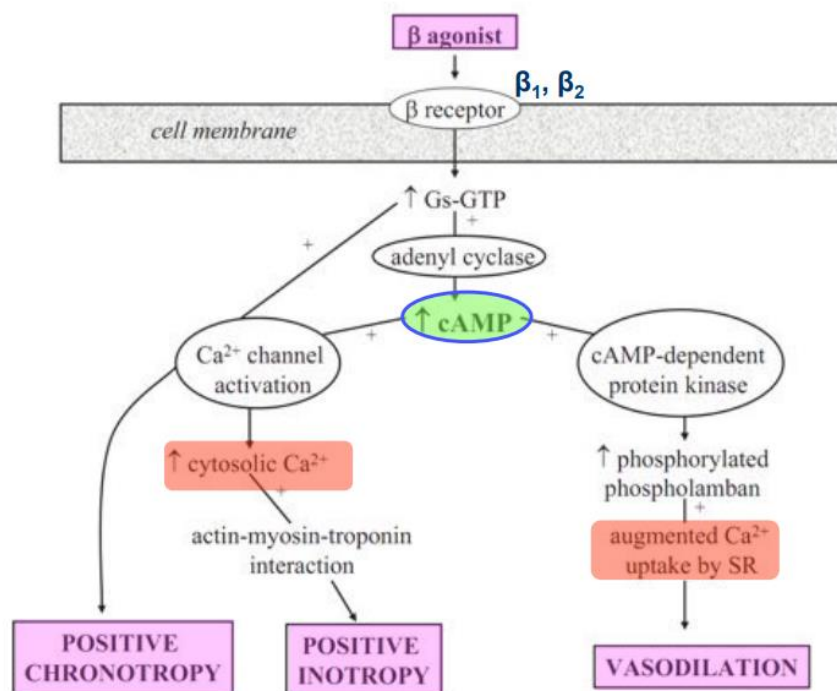 β agonist
β₁, β₂
β receptor
cell membrane
↑ Gs-GTP
+
+
adenyl cyclase
↑ cAMP
+
+
Ca²⁺ channel
activation
cAMP-dependent
protein kinase
↑ cytosolic Ca²⁺
+
↑ phosphorylated
phospholamban
+
actin-myosin-troponin
interaction
augmented Ca²⁺
uptake by SR
POSITIVE
CHRONOTROPY
POSITIVE
INOTROPY
VASODILATION